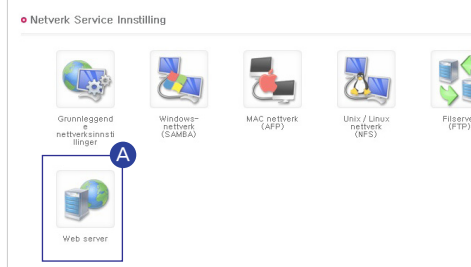 Netverk Service Innstilling
Grunnleggend
e
nettverksinnsti
llinger
Windows-
nettverk
(SAMBA)
MAC nettverk
(AFP)
Unix / Linux
nettverk
(NFS)
Filserve
(FTP)
A
Web server